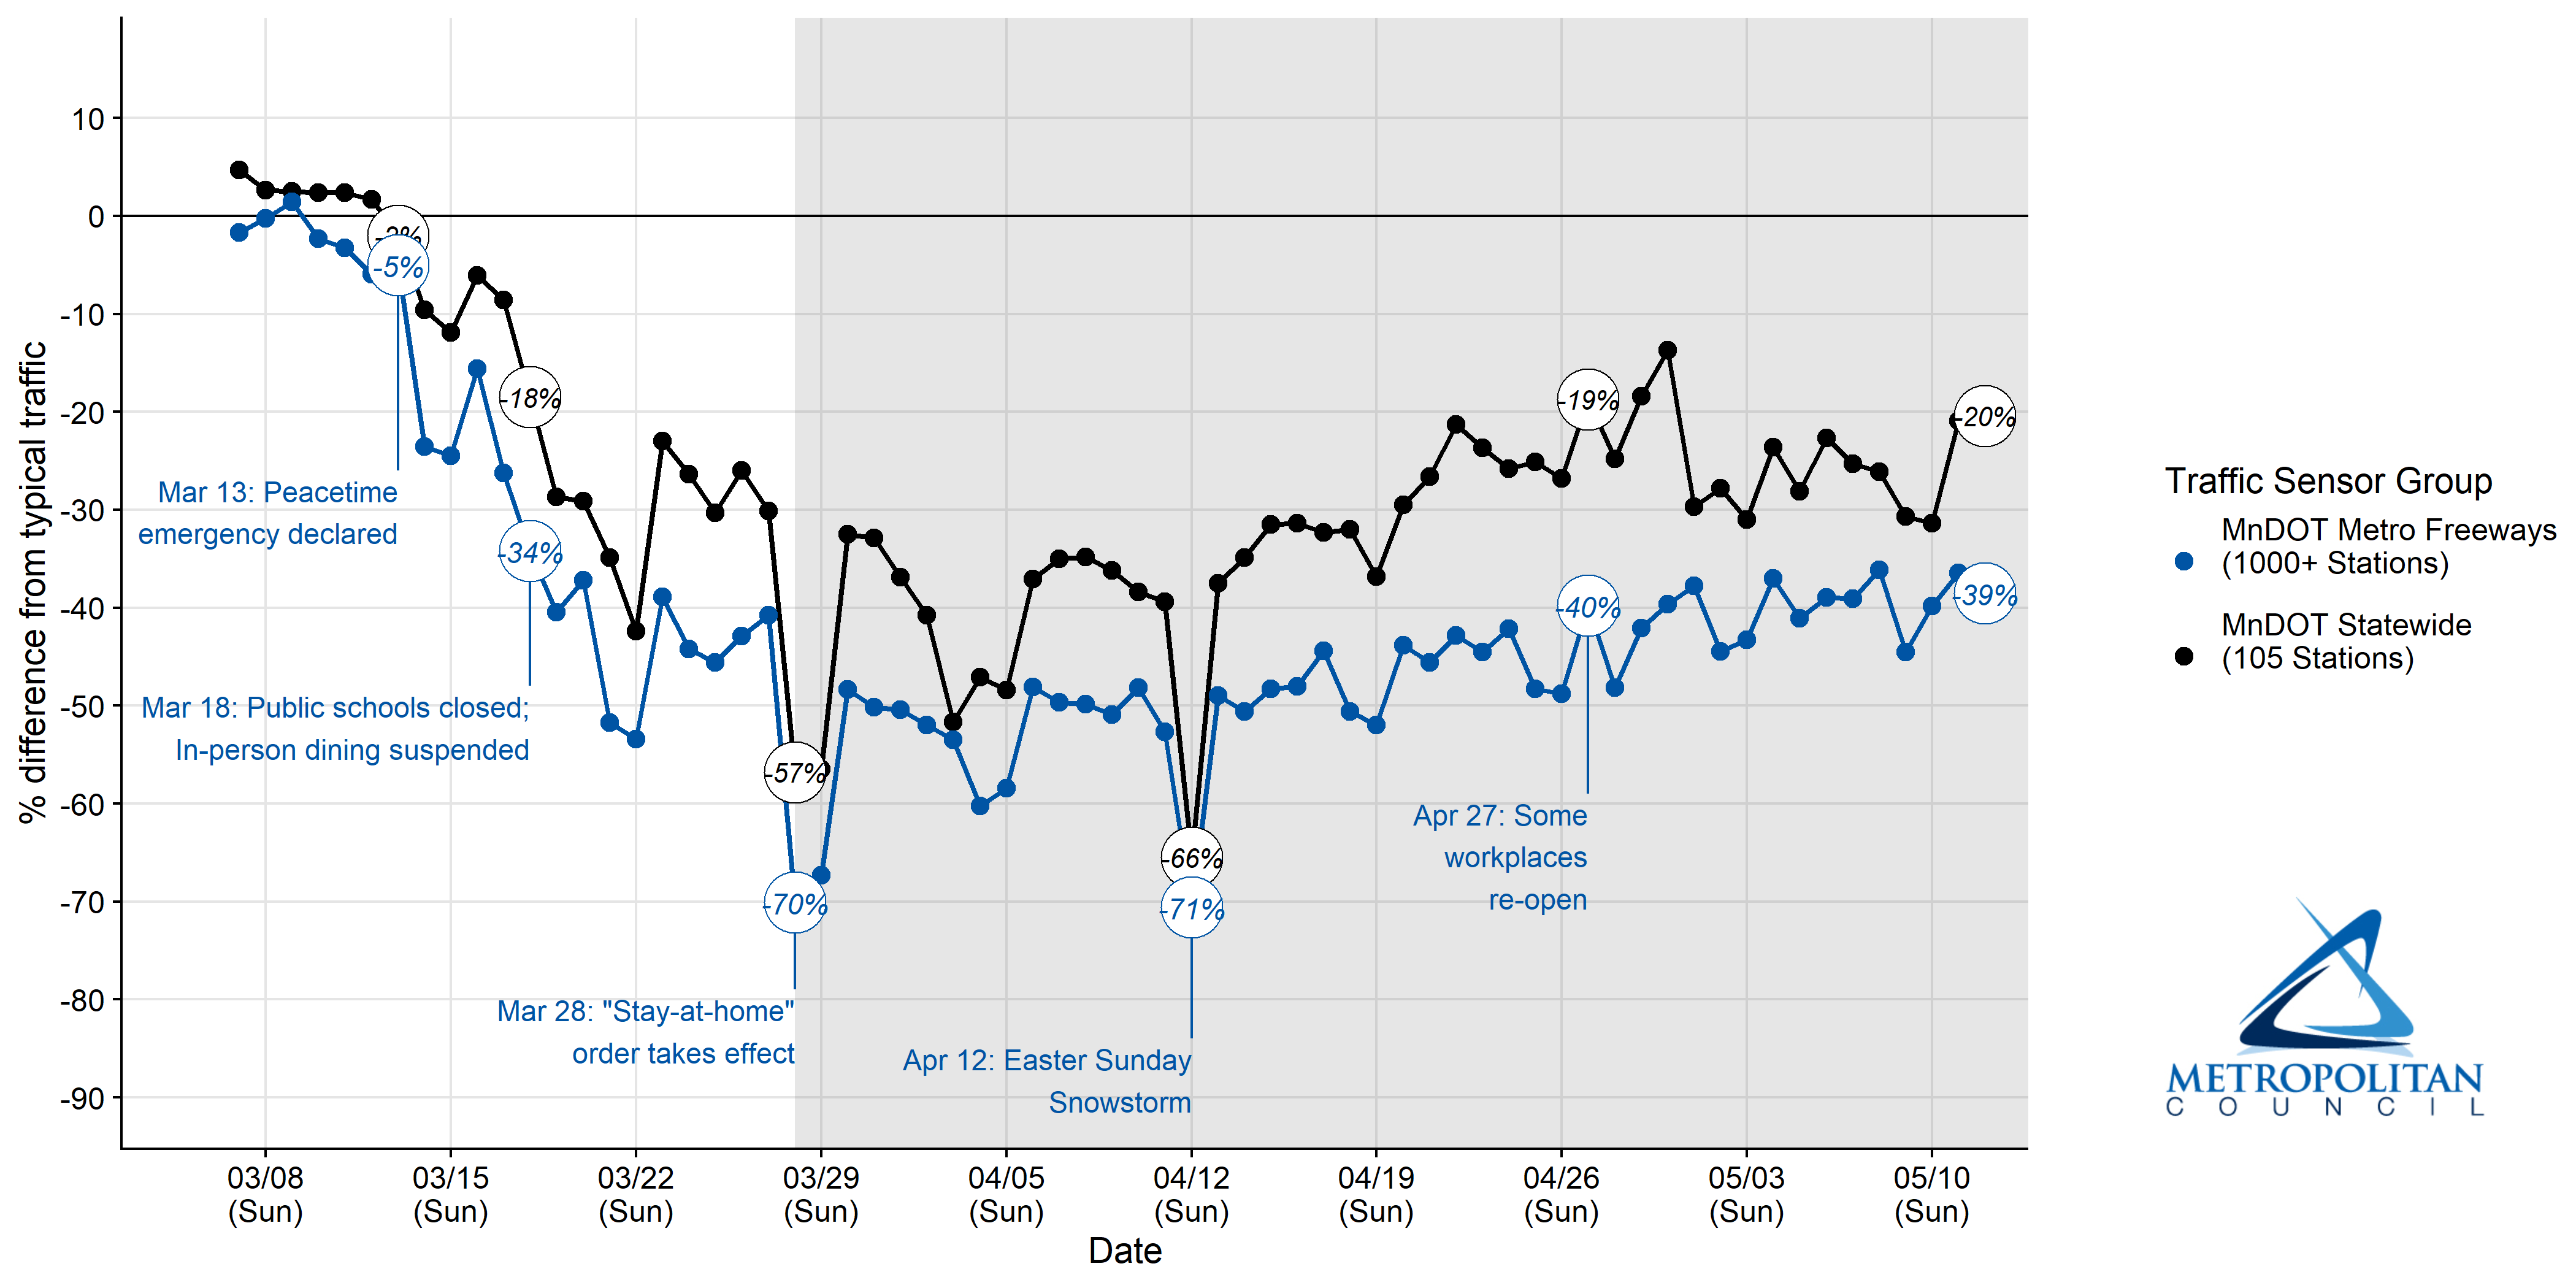 % difference from typical traffic
10
0
-10
-20
-30
-40
-50
-60
-70
-80
-90
-2%
-5%
-18%
-34%
-57%
-70%
-66%
-71%
-19%
-40%
-20%
-39%
Mar 13: Peacetime
emergency declared
Mar 18: Public schools closed;
In-person dining suspended
Mar 28: "Stay-at-home"
order takes effect
Apr 12: Easter Sunday
Snowstorm
Apr 27: Some
workplaces
re-open
03/08 03/15 03/22 03/29 04/05 04/12 04/19 04/26 05/03 05/10
(Sun) (Sun) (Sun) (Sun) (Sun) (Sun) (Sun) (Sun) (Sun) (Sun)
Date
Traffic Sensor Group
MnDOT Metro Freeways
(1000+ Stations)
MnDOT Statewide
(105 Stations)
METROPOLITAN
COUNCIL